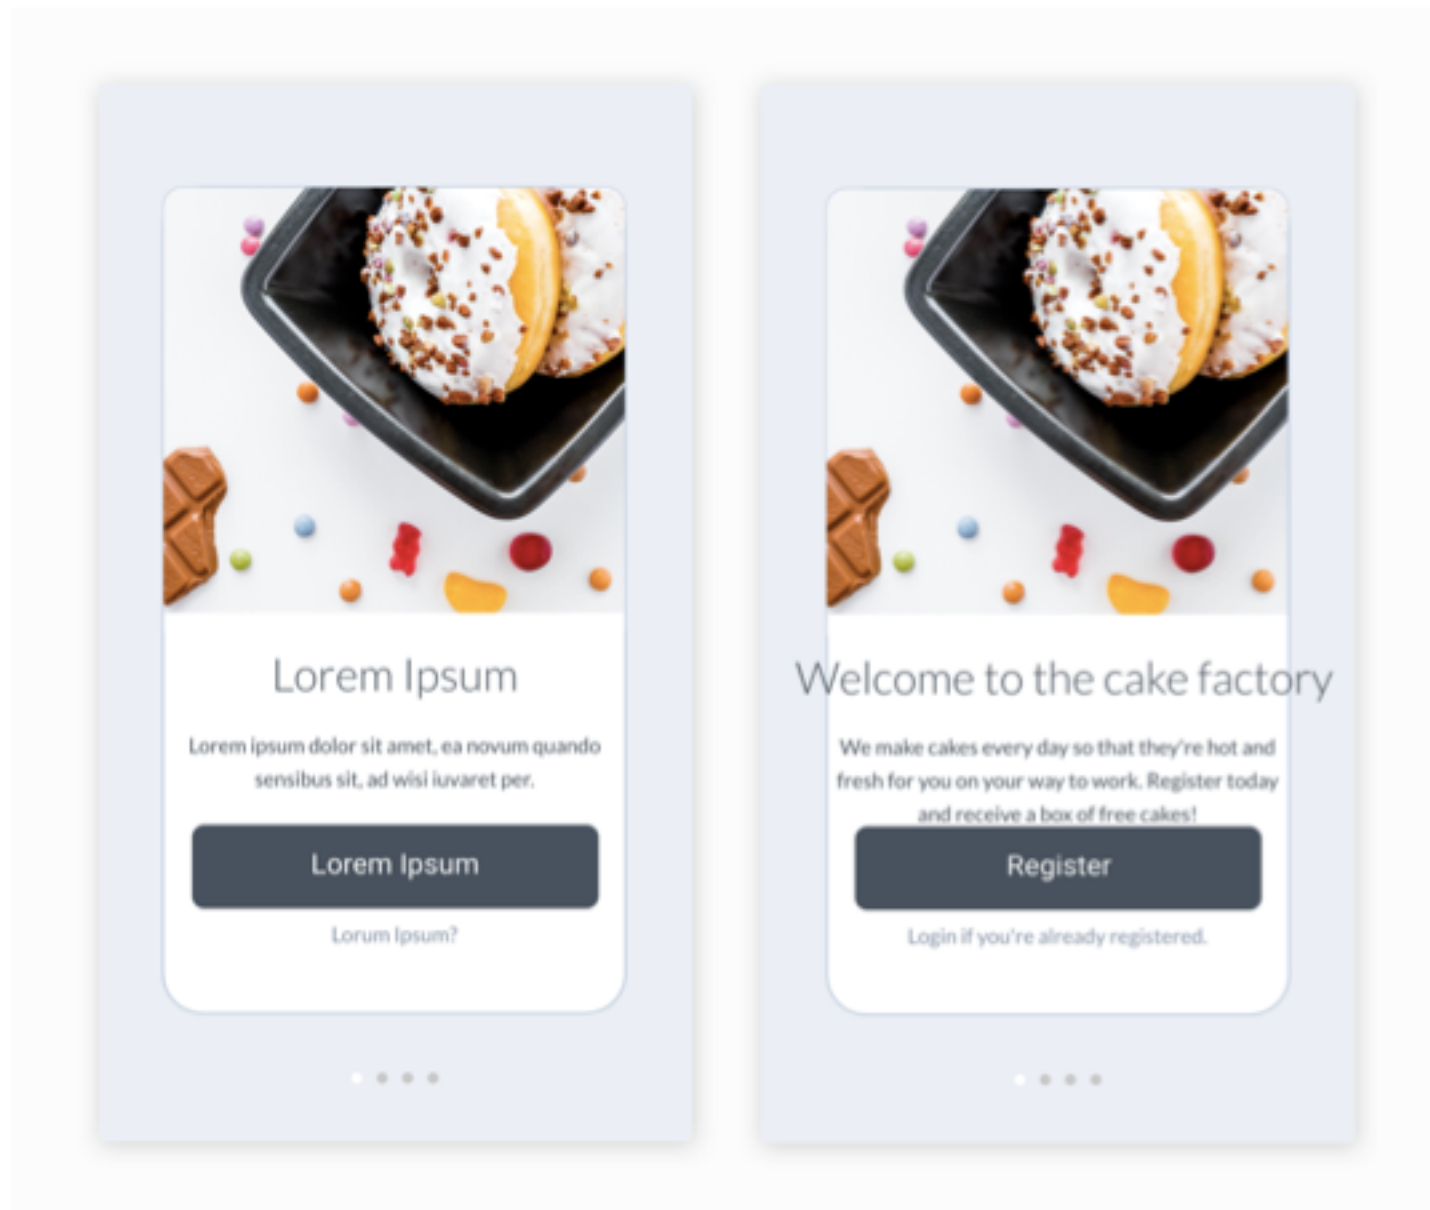 Lorem Ipsum
Lorem ipsum dolor sit amet, ea novum quando
sensibus sit, ad wisi iuvaret per.
Lorem Ipsum
Lorum Ipsum?
Welcome to the cake factory
We make cakes every day so that they're hot and
fresh for you on your way to work. Register today
and receive a box of free cakes!
Register
Login if you're already registered.